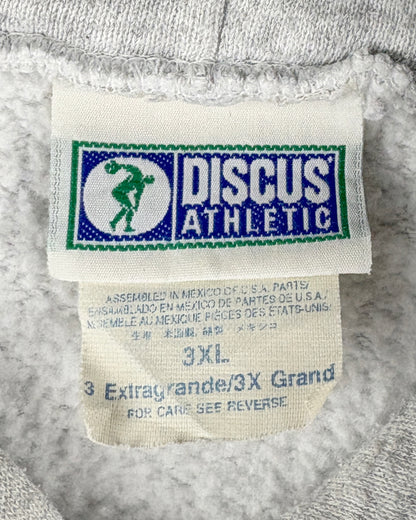 DISCUS
ATHLETIC
ASSEMBLED IN MEXICO OF U.S.A. PARTS/
ENSAMBLADO EN MEXICO DE PARTES DE U.S.A./
ASSEMBLE AU MEXIQUE PIECES DES ETATS-UNIS/
3XL
3 Extragrande/3X Grand
FOR CARE SEE REVERSE